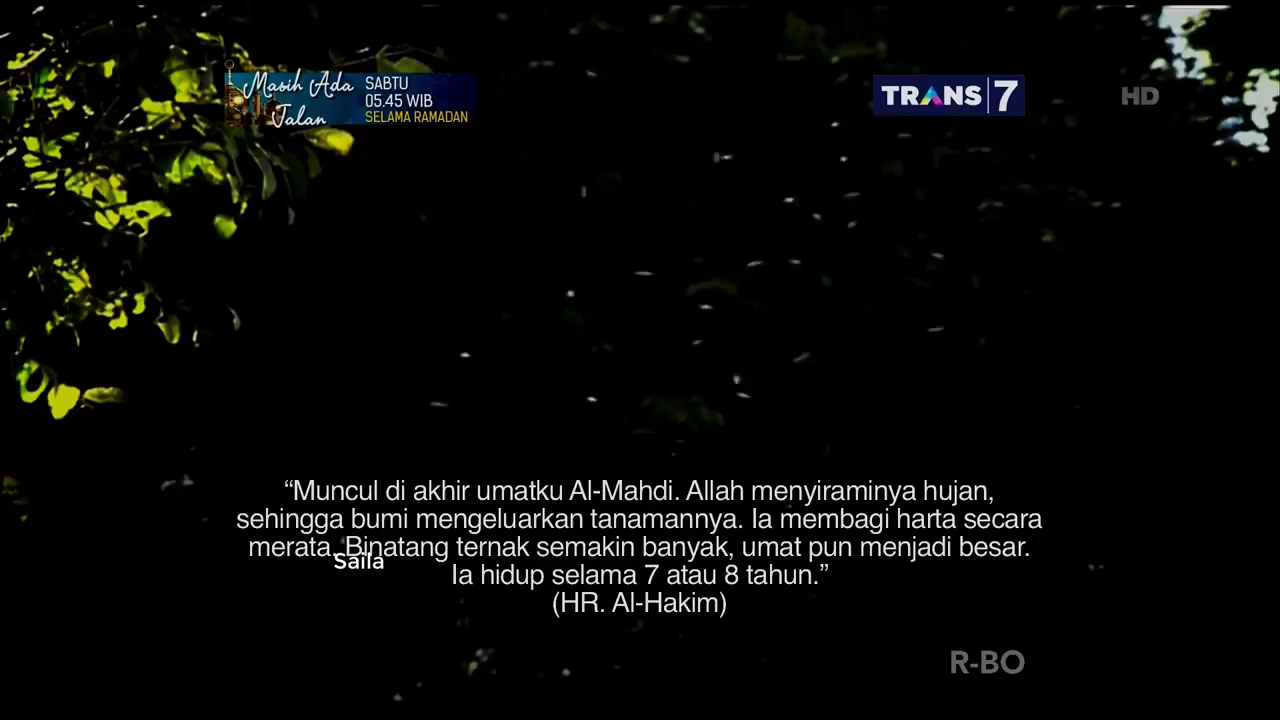 Masih Ada
Jalan
SABTU
05.45 WIB
SELAMA RAMADAN
TRANS 7
HD
“Muncul di akhir umatku Al-Mahdi. Allah menyiraminya hujan,
sehingga bumi mengeluarkan tanamannya. Ia membagi harta secara
merata. Binatang ternak semakin banyak, umat pun menjadi besar.
Saila
Ia hidup selama 7 atau 8 tahun.”
(HR. Al-Hakim)
R-BO